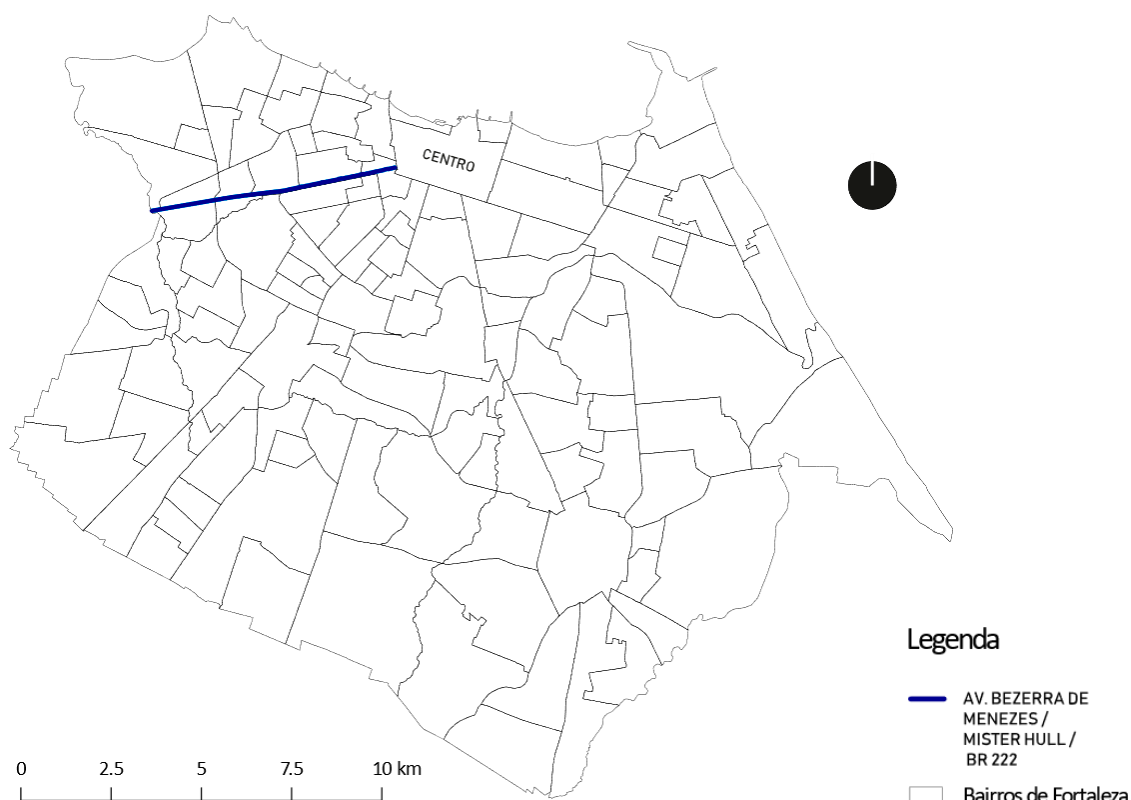 CENTRO
Legenda
AV. BEZERRA DE
MENEZES /
MISTER HULL /
BR 222
Bairros de Fortaleza
0 2.5 5 7.5 10 km